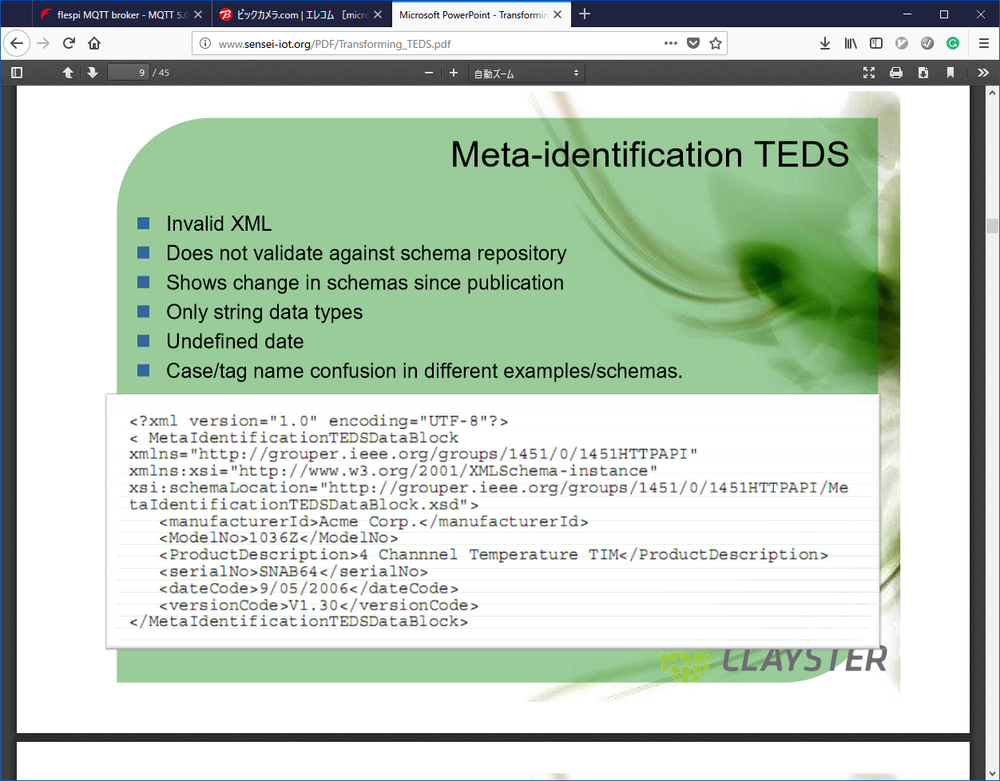 flespi MQTT broker - MQTT 5.0
ビックカメラ.com | エレコム ［micro
Microsoft PowerPoint - Transformin
www.sensei-iot.org/PDF/Transforming_TEDS.pdf
9 / 45
自動ズーム
Meta-identification TEDS
Invalid XML
Does not validate against schema repository
Shows change in schemas since publication
Only string data types
Undefined date
Case/tag name confusion in different examples/schemas.
<?xml version="1.0" encoding="UTF-8"?>
< MetaIdentificationTEDSDataBlock
xmlns="http://grouper.ieee.org/groups/1451/0/1451HTTPAPI"
xmlns:xsi="http://www.w3.org/2001/XMLSchema-instance"
xsi:schemaLocation="http://grouper.ieee.org/groups/1451/0/1451HTTPAPI/Me
taIdentificationTEDSDataBlock.xsd">
<manufacturerId>Acme Corp.</manufacturerId>
<ModelNo>1036Z</ModelNo>
<ProductDescription>4 Channnel Temperature TIM</ProductDescription>
<serialNo>SNAB64</serialNo>
<dateCode>9/05/2006</dateCode>
<versionCode>V1.30</versionCode>
</MetaIdentificationTEDSDataBlock>
CLAYSTER